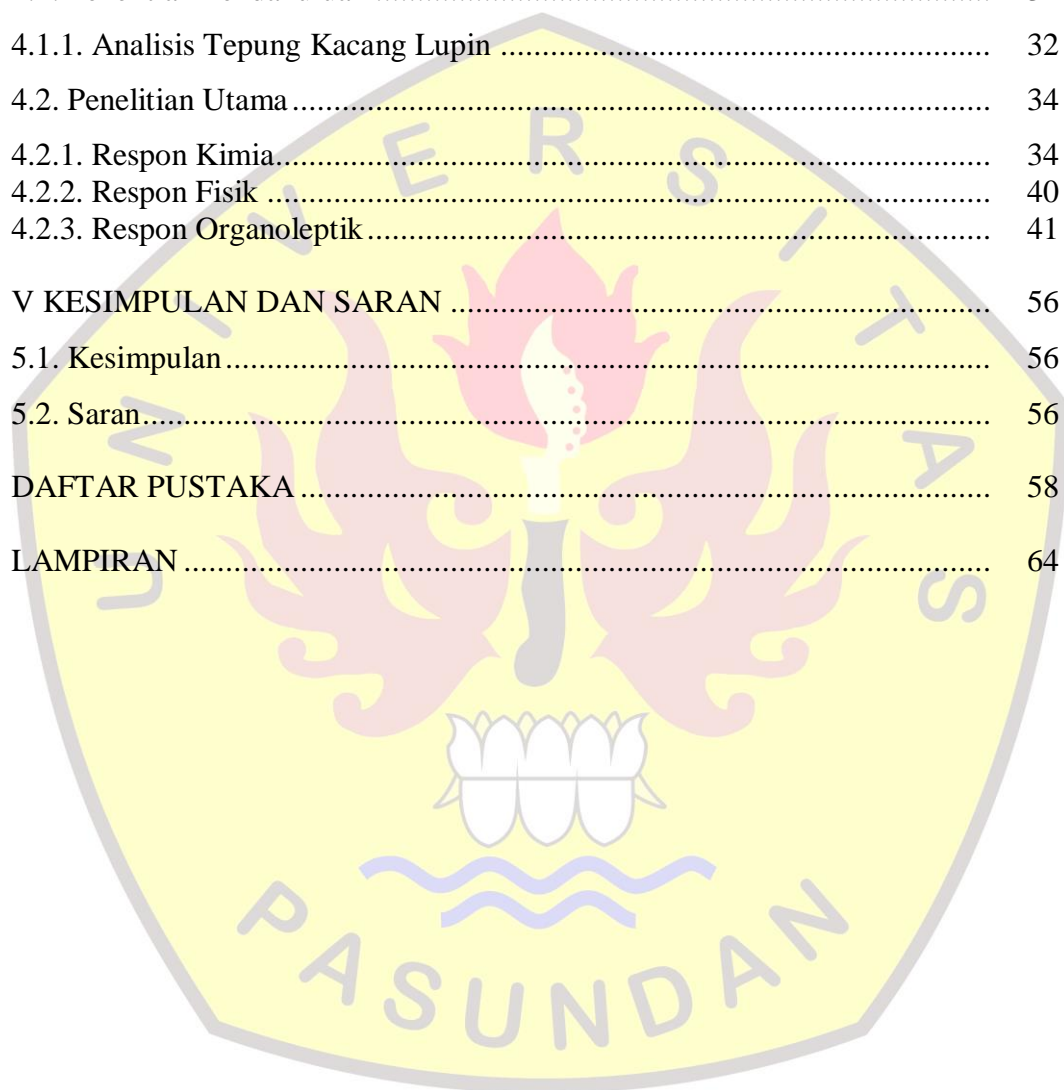 4.1.1. Analisis Tepung Kacang Lupin ........................................................................ 32
4.2. Penelitian Utama ........................................................................ 34
4.2.1. Respon Kimia ........................................................................ 34
4.2.2. Respon Fisik ........................................................................ 40
4.2.3. Respon Organoleptik ........................................................................ 41
V KESIMPULAN DAN SARAN ........................................................................ 56
5.1. Kesimpulan ........................................................................ 56
5.2. Saran ........................................................................ 56
DAFTAR PUSTAKA ........................................................................ 58
LAMPIRAN ........................................................................ 64
UNIVERSITAS
PASUNDAN